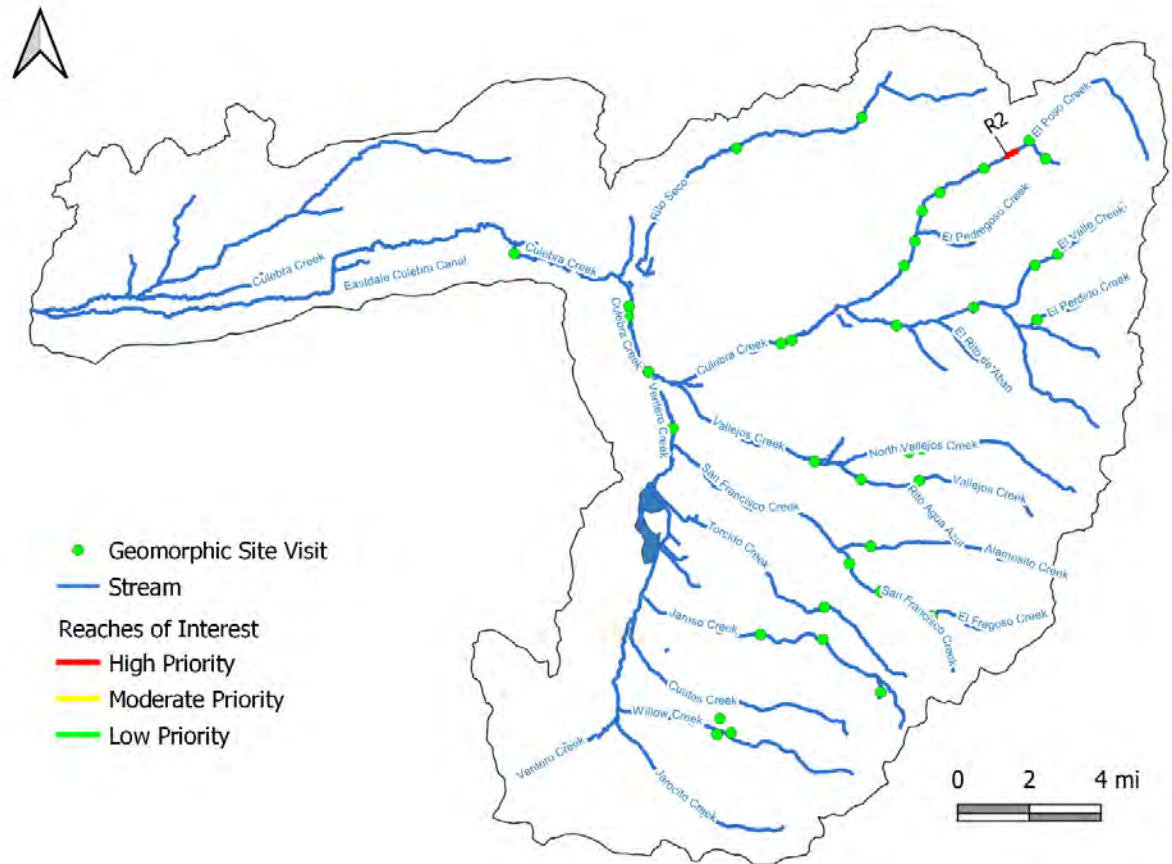 R2
El Poso Creek
Rito Seco
El Pedregoso Creek
El Valle Creek
Culebra Creek
Culebra Creek
Eastdale Culebra Canal
El Perdido Creek
Culebra Creek
Culebra Creek
El Rito de Aban
Ventero Creek
Vallejos Creek
North Vallejos Creek
San Francisco Creek
Vallejos Creek
Rito Agua Azul
Torcido Creek
Alamosito Creek
Geomorphic Site Visit
Stream
Reaches of Interest
High Priority
Moderate Priority
Low Priority
San Francisco Creek
El Fregoso Creek
Jaroso Creek
Cuates Creek
Willow Creek
Ventero Creek
Jarocito Creek
0 2 4 mi